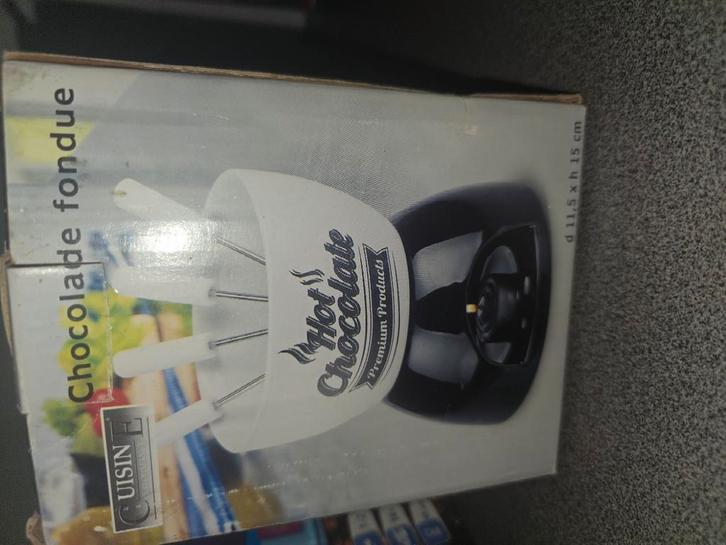 Chocolade fondue
CUISINE
Hot
Chocolate
Premium Products
d 11,5 x h 15 cm